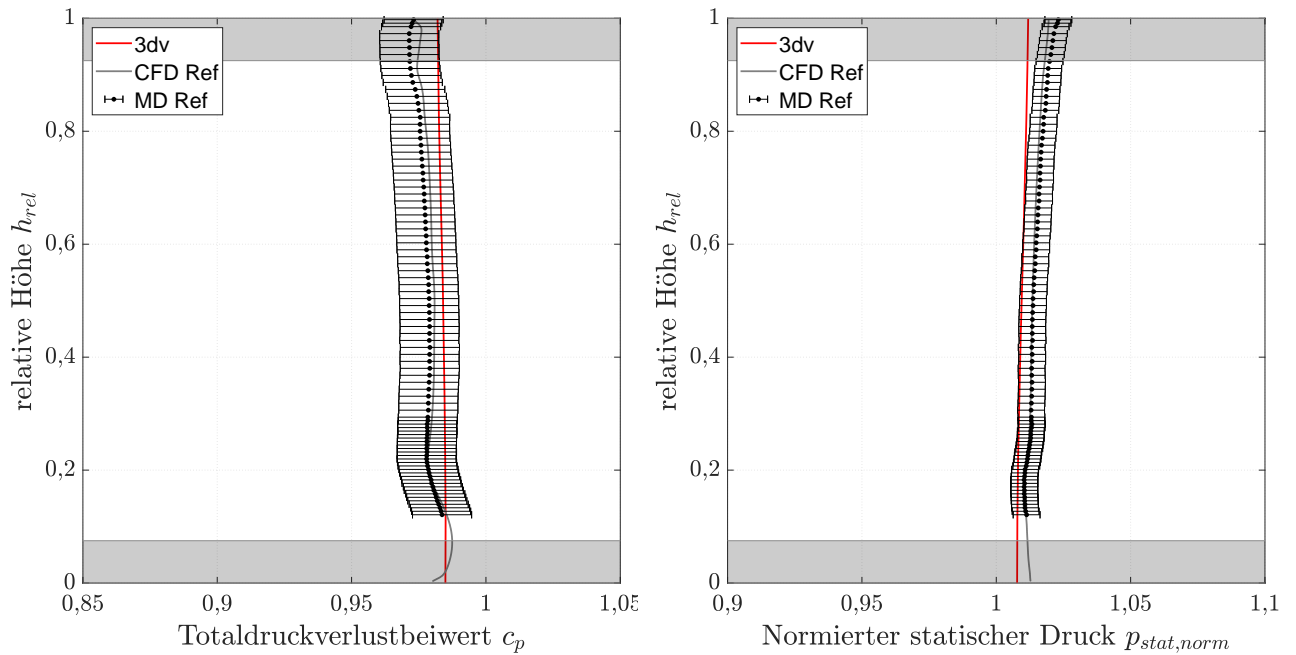 3dv
CFD Ref
MD Ref
1
0,8
0,6
0,4
0,2
0
0,85
0,9
0,95
1
1,05
relative Höhe h_rel
Totaldruckverlustbeiwert c_p
3dv
CFD Ref
MD Ref
1
0,8
0,6
0,4
0,2
0
0,9
0,95
1
1,05
1,1
relative Höhe h_rel
Normierter statischer Druck p_stat,norm